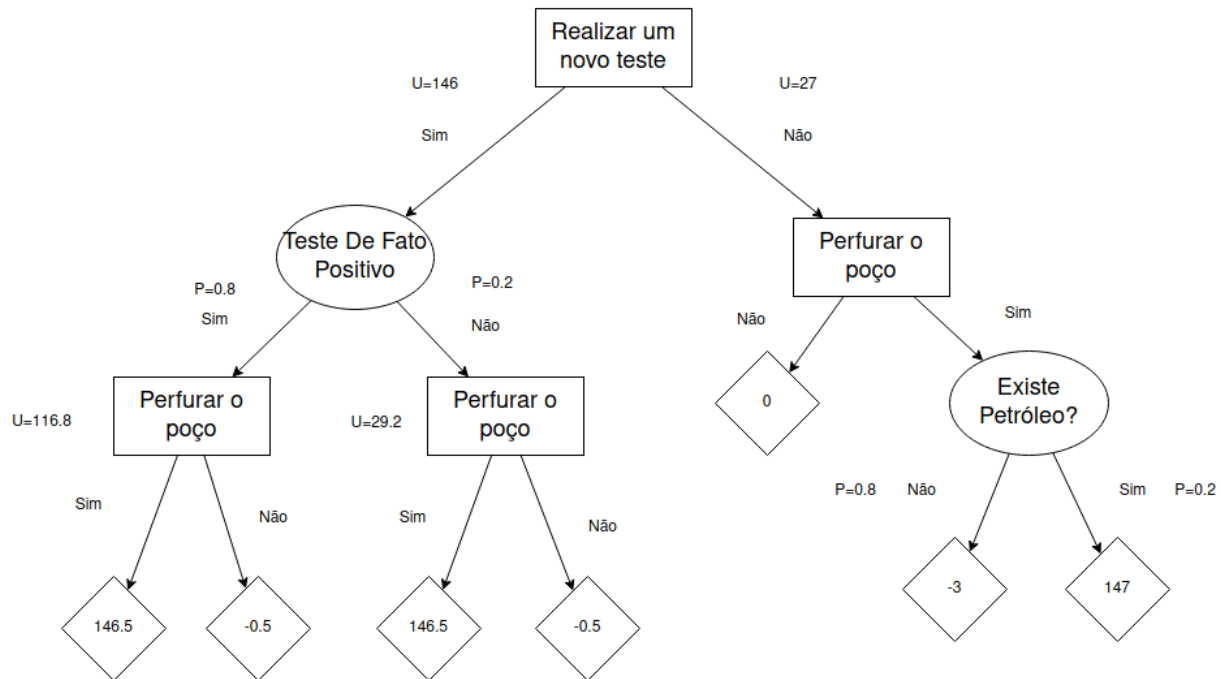 Realizar um
novo teste
U=146
U=27
Sim
Não
Teste De Fato
Positivo
Perfurar o
poço
P=0.8
P=0.2
Sim
Não
Não
Sim
Perfurar o
poço
Perfurar o
poço
0
Existe
Petróleo?
U=116.8
U=29.2
Sim
Não
Sim
Não
P=0.8
Não
Sim
P=0.2
146.5
-0.5
146.5
-0.5
-3
147